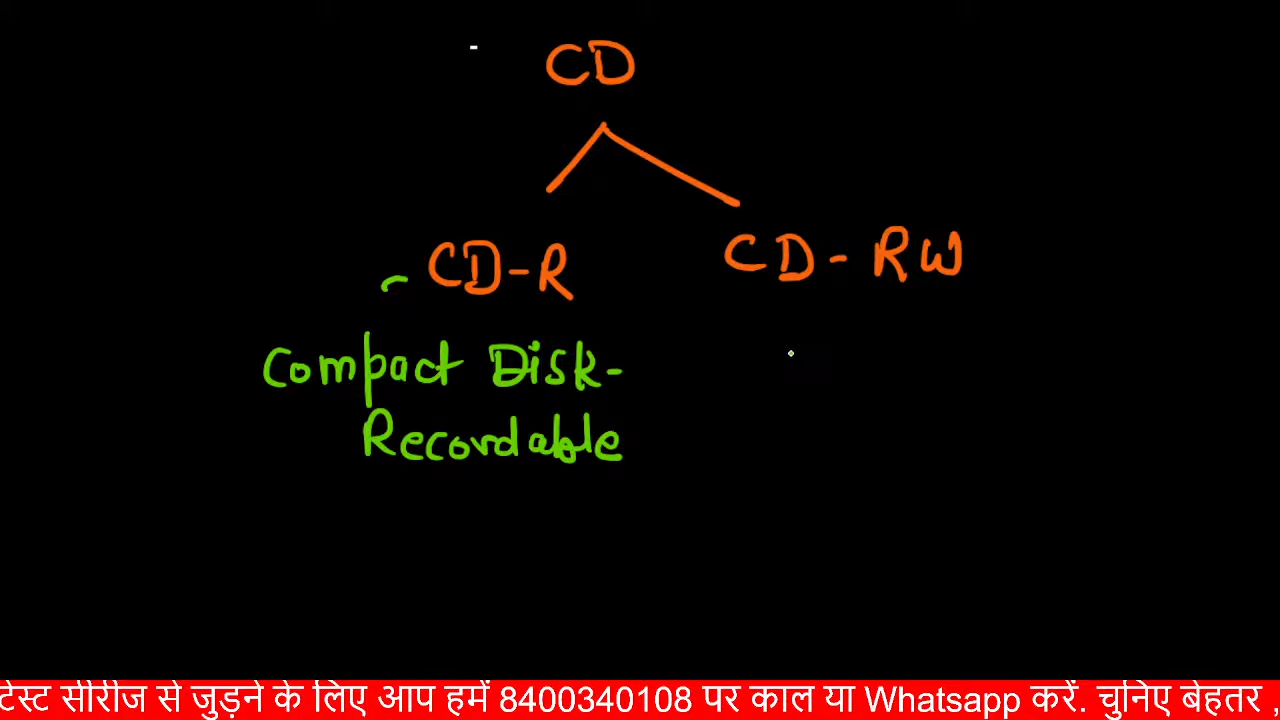 CD
CD-R
CD-RW
Compact Disk-
Recordable
टेस्ट सीरीज से जुड़ने के लिए आप हमें 8400340108 पर काल या Whatsapp करें. चुनिए बेहतर ,